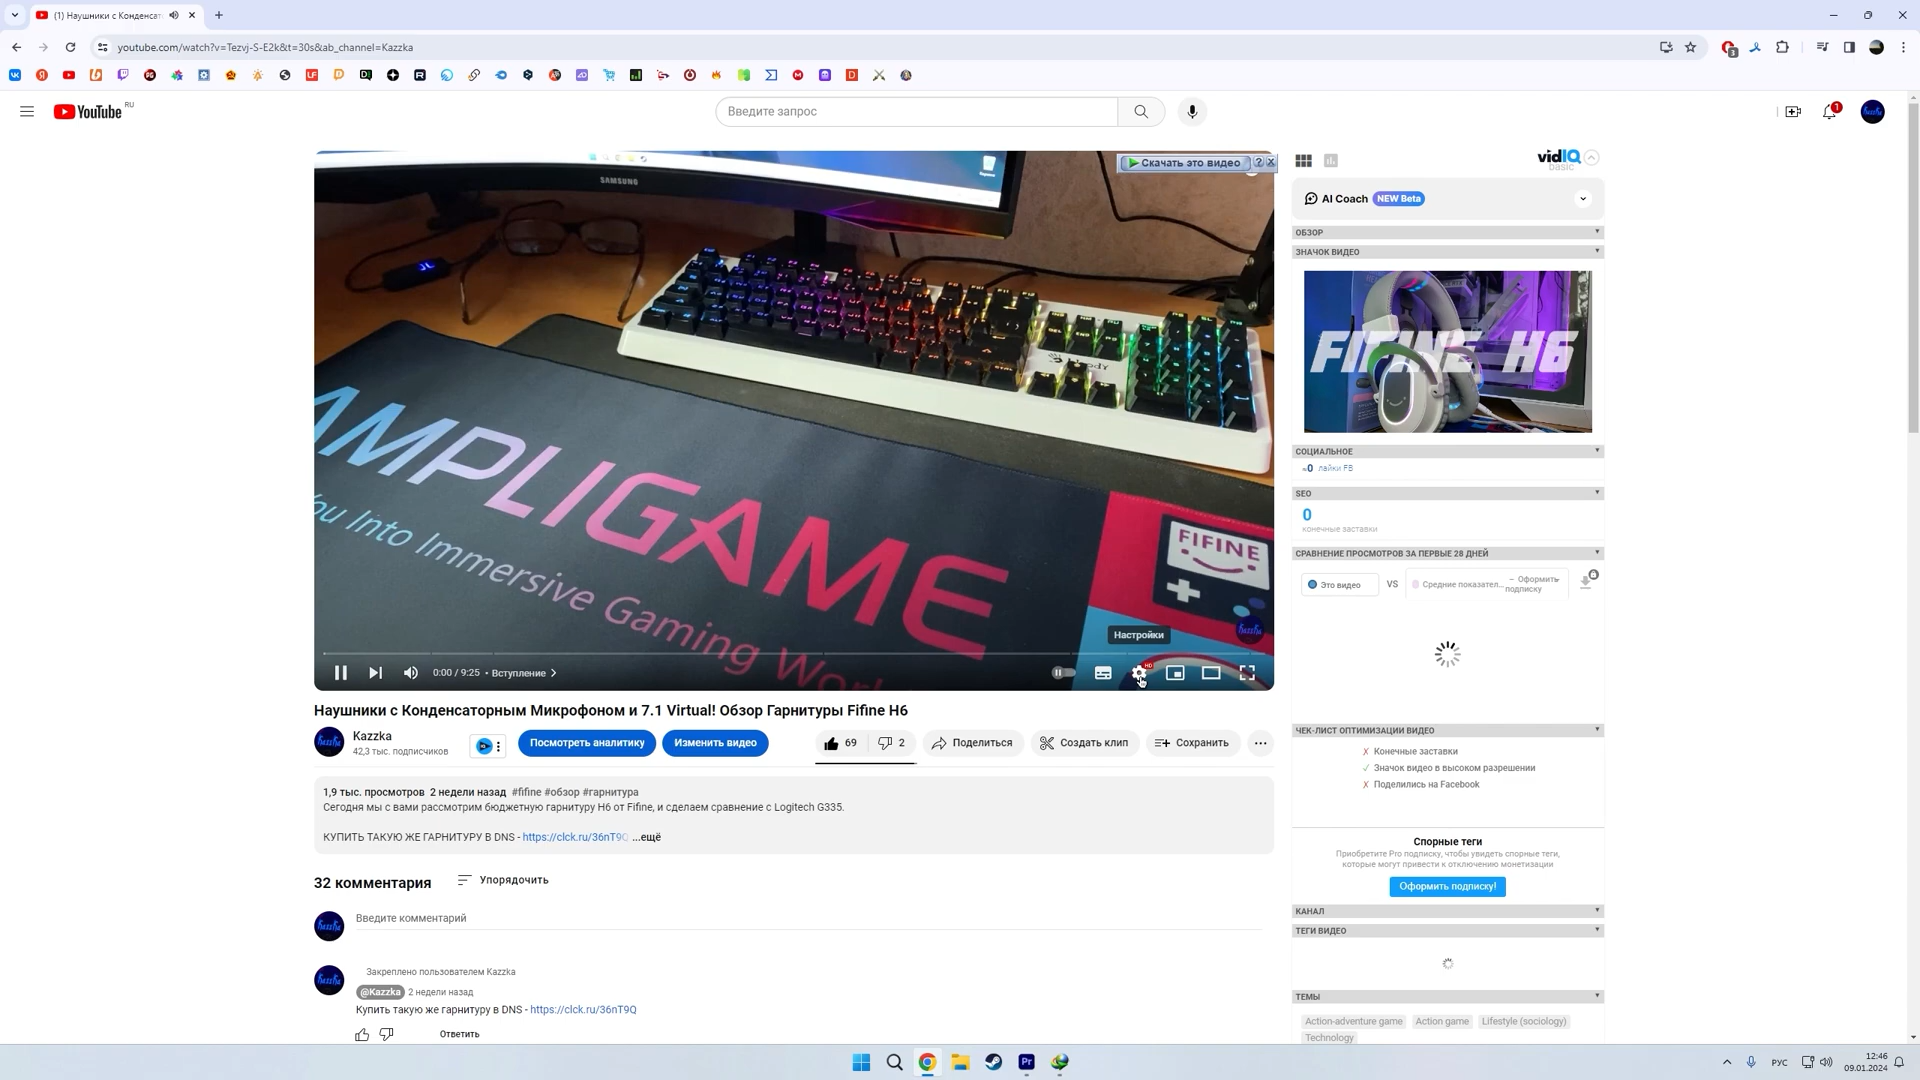 (1) Наушники с Конденсат
youtube.com/watch?v=Tezvj-S-E2k&t=30s&ab_channel=Kazzka
YouTube RU
Введите запрос
1
SAMSUNG
Скачать это видео
AMPLIGAME
ou Into Immersive Gaming Wo
FIFINE
Настройки
HD
0:00 / 9:25 • Вступление
Наушники с Конденсаторным Микрофоном и 7.1 Virtual! Обзор Гарнитуры Fifine H6
Kazzka
42,3 тыс. подписчиков
Посмотреть аналитику
Изменить видео
69
2
Поделиться
Создать клип
Сохранить
1,9 тыс. просмотров 2 недели назад #fifine #обзор #гарнитура
Сегодня мы с вами рассмотрим бюджетную гарнитуру H6 от Fifine, и сделаем сравнение с Logitech G335.
КУПИТЬ ТАКУЮ ЖЕ ГАРНИТУРУ В DNS - https://clck.ru/36nT9Q ...ещё
32 комментария
Упорядочить
Введите комментарий
Закреплено пользователем Kazzka
@Kazzka 2 недели назад
Купить такую же гарнитуру в DNS - https://clck.ru/36nT9Q
Ответить
vidIQ
basic
AI Coach NEW Beta
ОБЗОР
ЗНАЧОК ВИДЕО
FIFINE H6
СОЦИАЛЬНОЕ
≈0 лайки FB
SEO
0
конечные заставки
СРАВНЕНИЕ ПРОСМОТРОВ ЗА ПЕРВЫЕ 28 ДНЕЙ
Это видео
VS
Средние показател...
– Оформить подписку
ЧЕК-ЛИСТ ОПТИМИЗАЦИИ ВИДЕО
✗ Конечные заставки
✓ Значок видео в высоком разрешении
✗ Поделились на Facebook
Спорные теги
Приобретите Pro подписку, чтобы увидеть спорные теги,
которые могут привести к отключению монетизации
Оформить подписку!
КАНАЛ
ТЕГИ ВИДЕО
ТЕМЫ
Action-adventure game
Action game
Lifestyle (sociology)
Technology
РУС
12:46
09.01.2024